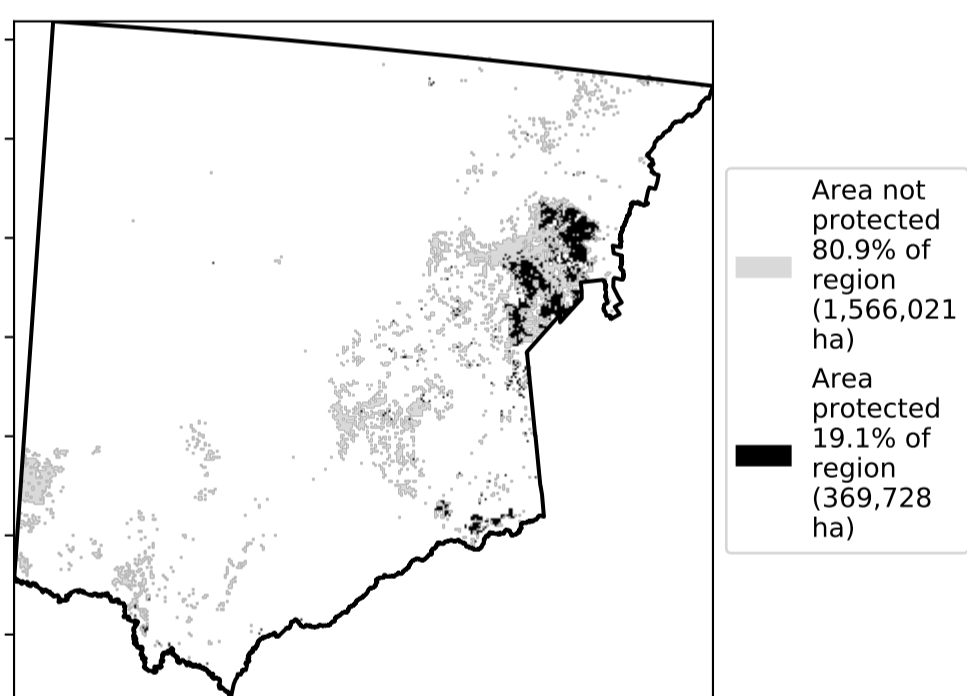 Area not
protected
80.9% of
region
(1,566,021
ha)
Area
protected
19.1% of
region
(369,728
ha)